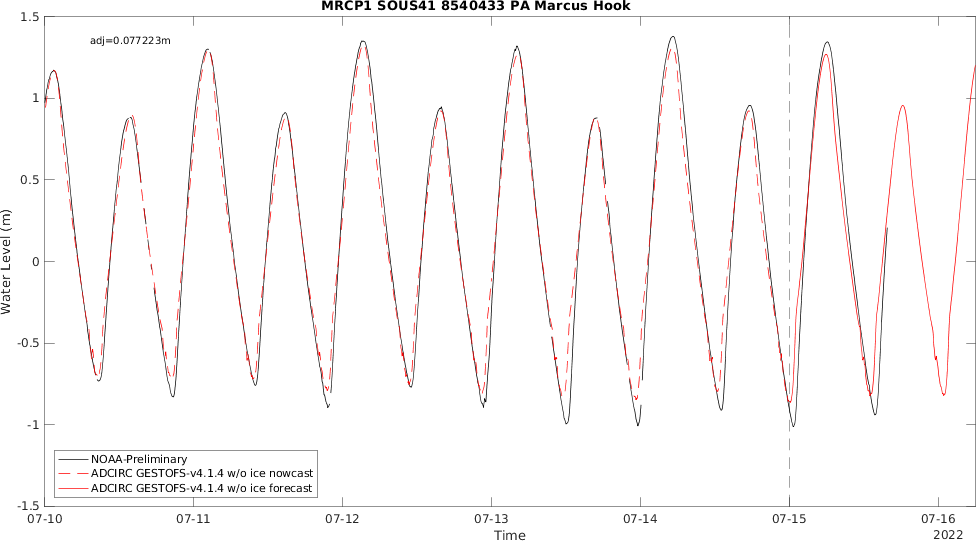 MRCP1 SOUS41 8540433 PA Marcus Hook
adj=0.077223m
1.5
1
0.5
0
-0.5
-1
-1.5
Water Level (m)
NOAA-Preliminary
ADCIRC GESTOFS-v4.1.4 w/o ice nowcast
ADCIRC GESTOFS-v4.1.4 w/o ice forecast
07-10 07-11 07-12 07-13 07-14 07-15 07-16
Time
2022